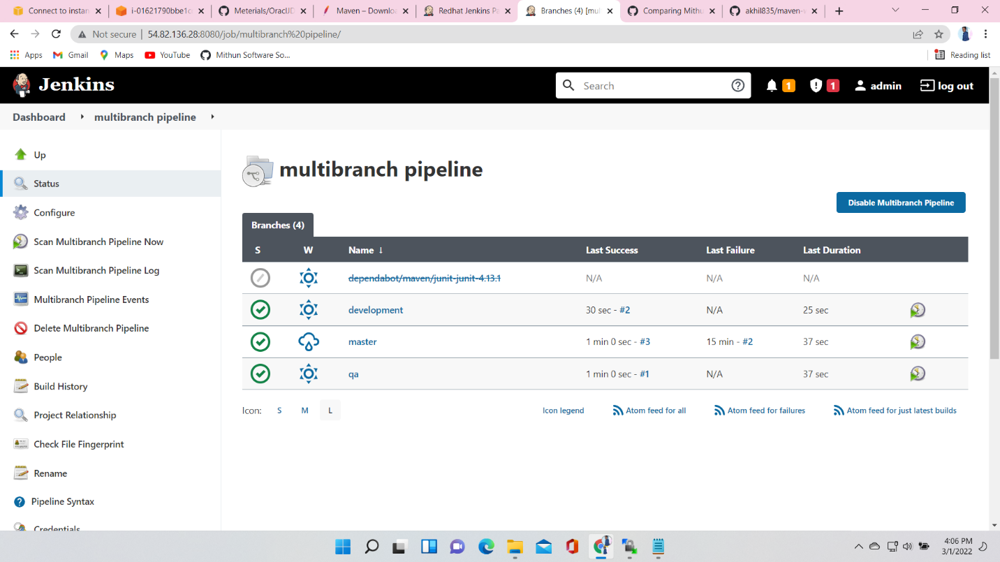 Connect to instan
i-01621790bbe1c
Meterials/OraclJD
Maven – Downloa
Redhat Jenkins Pa
Branches (4) [mul
Comparing Mithu
akhil835/maven-w
Not secure | 54.82.136.28:8080/job/multibranch%20pipeline/
Apps
Gmail
Maps
YouTube
Mithun Software So...
Reading list
Jenkins
Search
1
1
admin
log out
Dashboard
multibranch pipeline
Up
Status
Configure
Scan Multibranch Pipeline Now
Scan Multibranch Pipeline Log
Multibranch Pipeline Events
Delete Multibranch Pipeline
People
Build History
Project Relationship
Check File Fingerprint
Rename
Pipeline Syntax
Credentials
multibranch pipeline
Disable Multibranch Pipeline
Branches (4)
S W Name ↓ Last Success Last Failure Last Duration
dependabot/maven/junit-junit-4.13.1 N/A N/A N/A
development 30 sec - #2 N/A 25 sec
master 1 min 0 sec - #3 15 min - #2 37 sec
qa 1 min 0 sec - #1 N/A 37 sec
Icon: S M L
Icon legend
Atom feed for all
Atom feed for failures
Atom feed for just latest builds
4:06 PM
3/1/2022